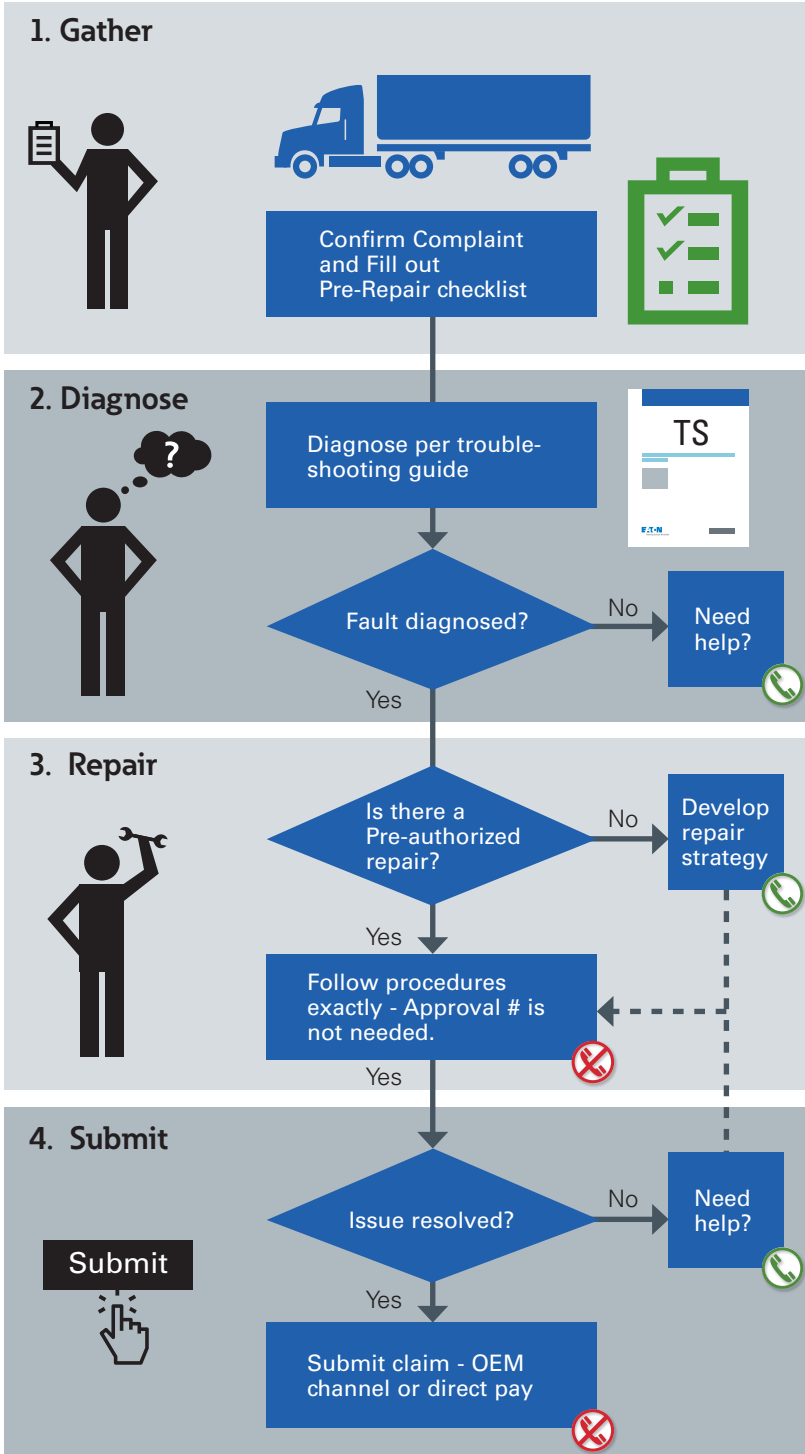 1. Gather
Confirm Complaint
and Fill out
Pre-Repair checklist
2. Diagnose
?
Diagnose per trouble-
shooting guide
TS
EATON
Fault diagnosed?
No
Need
help?
Yes
3. Repair
Is there a
Pre-authorized
repair?
No
Develop
repair
strategy
Yes
Follow procedures
exactly - Approval # is
not needed.
Yes
4. Submit
Issue resolved?
No
Need
help?
Submit
Yes
Submit claim - OEM
channel or direct pay